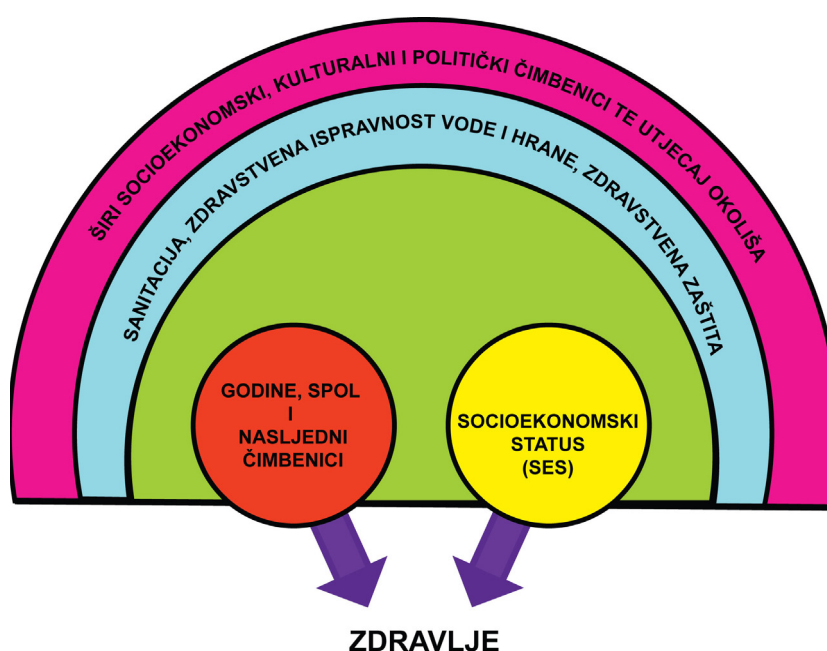 ŠIRI SOCIOEKONOMSKI, KULTURALNI I POLITIČKI ČIMBENICI TE UTJECAJ OKOLIŠA
SANITACIJA, ZDRAVSTVENA ISPRAVNOST VODE I HRANE, ZDRAVSTVENA ZAŠTITA
GODINE, SPOL
I
NASLJEDNI
ČIMBENICI
SOCIOEKONOMSKI
STATUS
(SES)
ZDRAVLJE